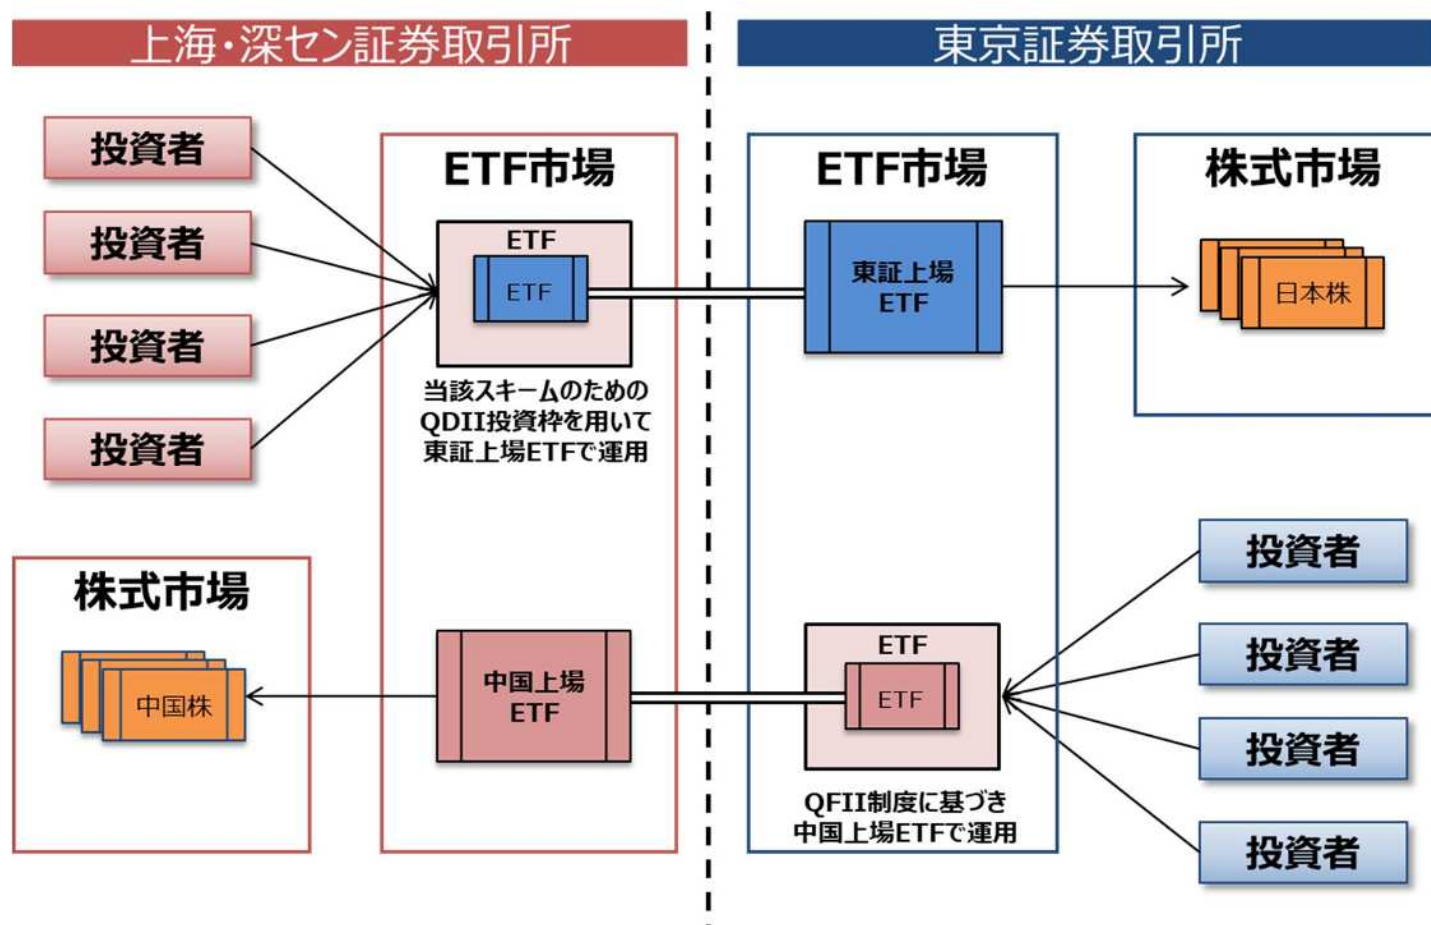 上海・深セン証券取引所
投資者
投資者
投資者
投資者
ETF市場
ETF
ETF
当該スキームのための
QDII投資枠を用いて
東証上場ETFで運用
株式市場
中国株
中国上場
ETF
東京証券取引所
ETF市場
東証上場
ETF
株式市場
日本株
ETF
ETF
QFII制度に基づき
中国上場ETFで運用
投資者
投資者
投資者
投資者